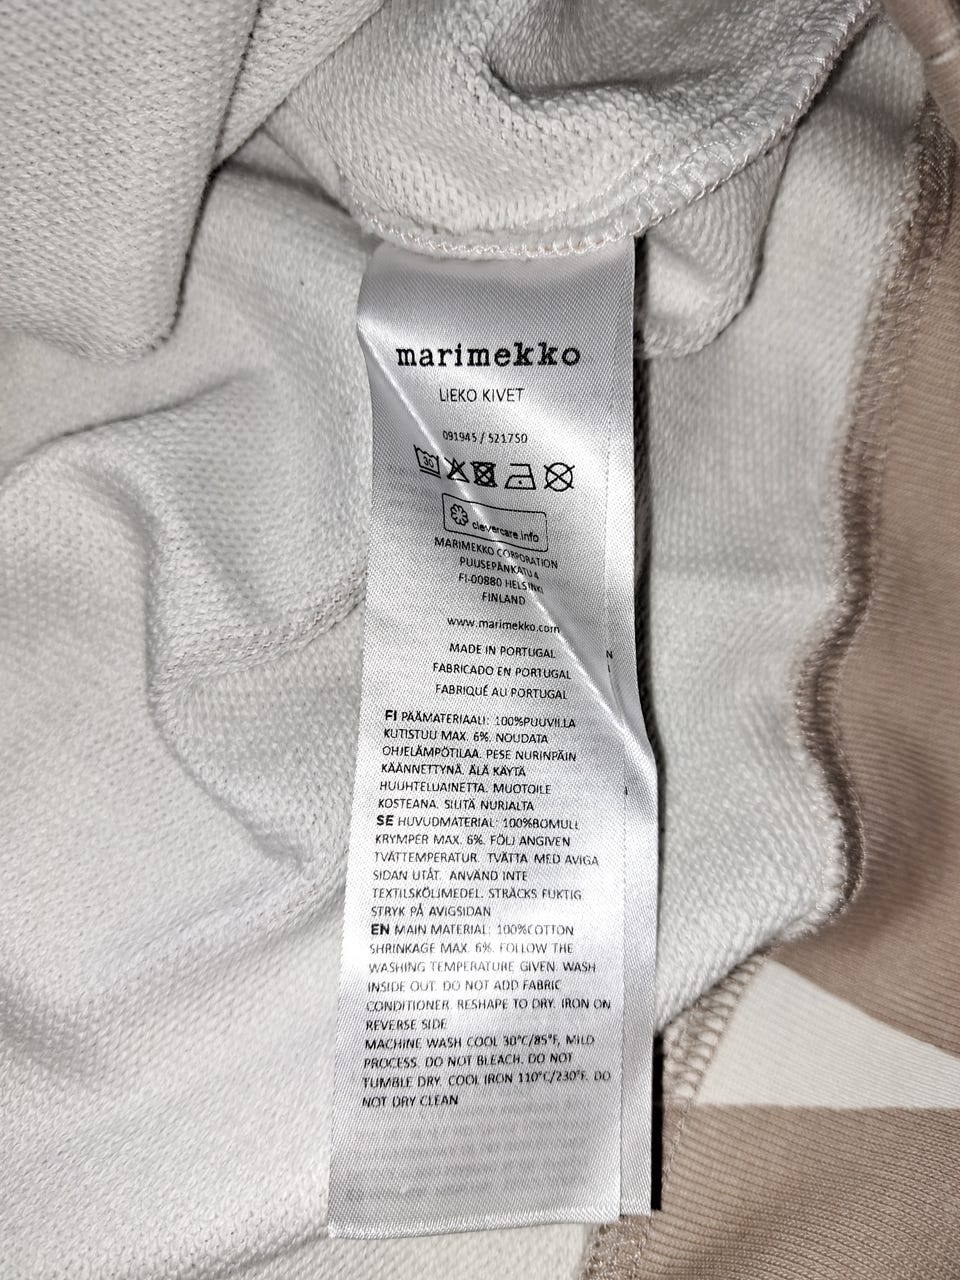 marimekko
LIEKO KIVET
091945 / 521750
30
clevercare.info
MARIMEKKO CORPORATION
PUUSEPÄNKATU 4
FI-00880 HELSINKI
FINLAND
www.marimekko.com
MADE IN PORTUGAL
FABRICADO EN PORTUGAL
FABRIQUÉ AU PORTUGAL
FI PÄÄMATERIAALI: 100%PUUVILLA
KUTISTUU MAX. 6%. NOUDATA
OHJELÄMPÖTILAA. PESE NURINPÄIN
KÄÄNNETTYNÄ. ÄLÄ KÄYTÄ
HUUHTELUAINETTA. MUOTOILE
KOSTEANA. SILITÄ NURJALTA
SE HUVUDMATERIAL: 100%BOMULL
KRYMPER MAX. 6%. FÖLJ ANGIVEN
TVÄTTEMPERATUR. TVÄTTA MED AVIGA
SIDAN UTÅT. ANVÄND INTE
TEXTILSKÖLJMEDEL. STRÄCKS FUKTIG
STRYK PÅ AVIGSIDAN
EN MAIN MATERIAL: 100%COTTON
SHRINKAGE MAX. 6%. FOLLOW THE
WASHING TEMPERATURE GIVEN. WASH
INSIDE OUT. DO NOT ADD FABRIC
CONDITIONER. RESHAPE TO DRY. IRON ON
REVERSE SIDE
MACHINE WASH COOL 30°C/85°F, MILD
PROCESS. DO NOT BLEACH. DO NOT
TUMBLE DRY. COOL IRON 110°C/230°F. DO
NOT DRY CLEAN